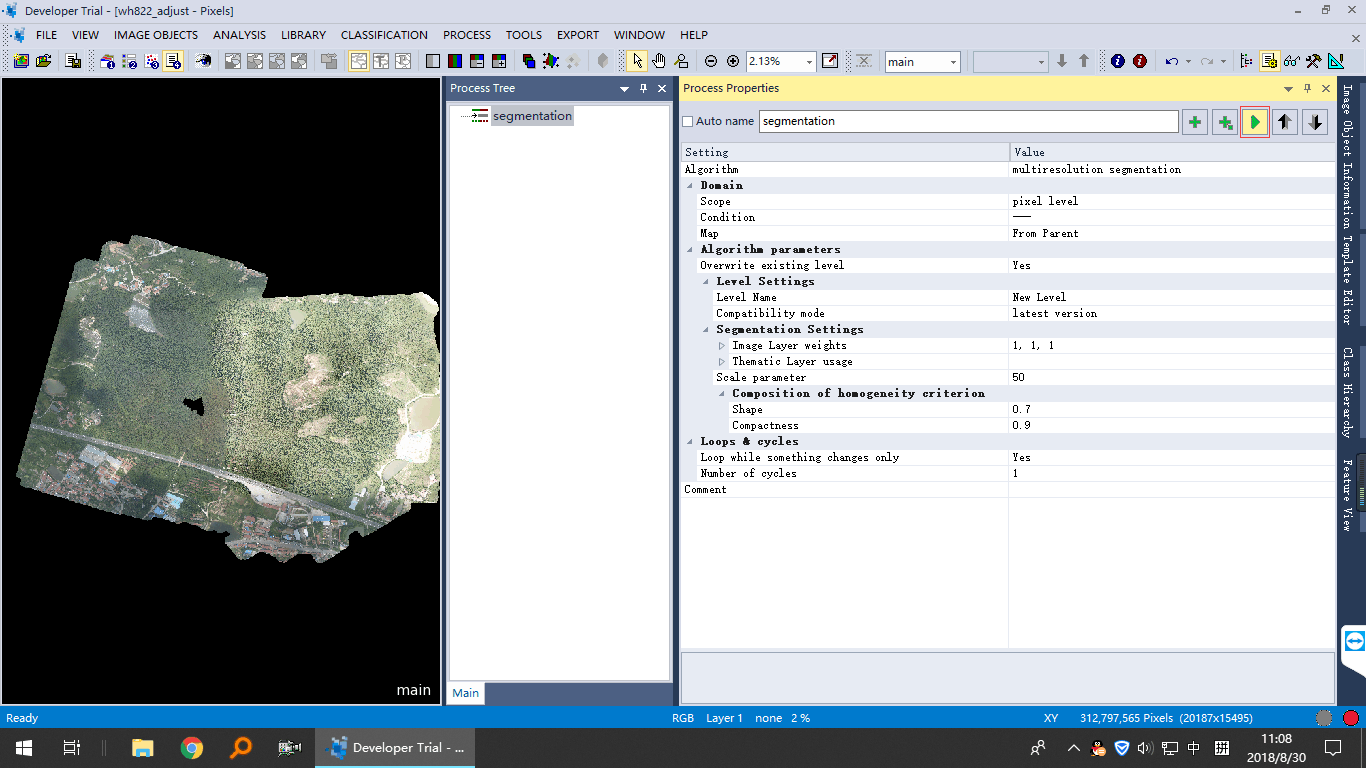 Developer Trial - [wh822_adjust - Pixels]
FILE VIEW IMAGE OBJECTS ANALYSIS LIBRARY CLASSIFICATION PROCESS TOOLS EXPORT WINDOW HELP
2.13% main
Process Tree
segmentation
Main
main
Process Properties
Auto name segmentation
Setting Value
Algorithm multiresolution segmentation
Domain
Scope pixel level
Condition ---
Map From Parent
Algorithm parameters
Overwrite existing level Yes
Level Settings
Level Name New Level
Compatibility mode latest version
Segmentation Settings
Image Layer weights 1, 1, 1
Thematic Layer usage
Scale parameter 50
Composition of homogeneity criterion
Shape 0.7
Compactness 0.9
Loops & cycles
Loop while something changes only Yes
Number of cycles 1
Comment
Image Object Information
Template Editor
Class Hierarchy
Feature View
Ready RGB Layer 1 none 2 % XY 312,797,565 Pixels (20187x15495)
Developer Trial - ...
中 拼
11:08
2018/8/30